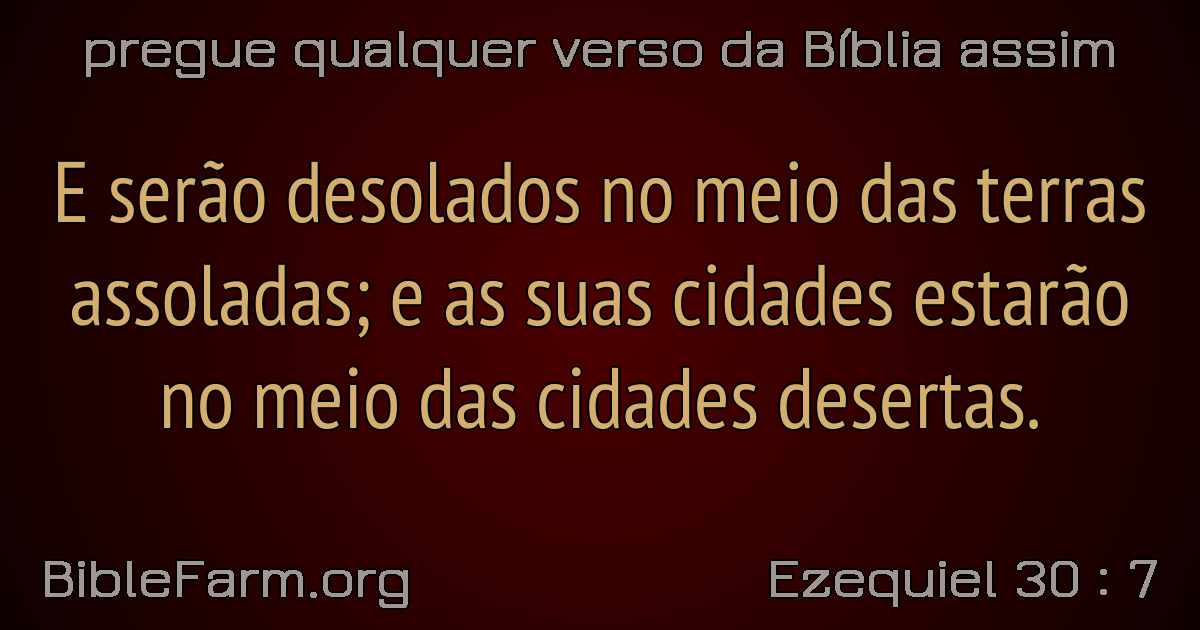 pregue qualquer verso da Bíblia assim
E serão desolados no meio das terras
assoladas; e as suas cidades estarão
no meio das cidades desertas.
BibleFarm.org
Ezequiel 30 : 7